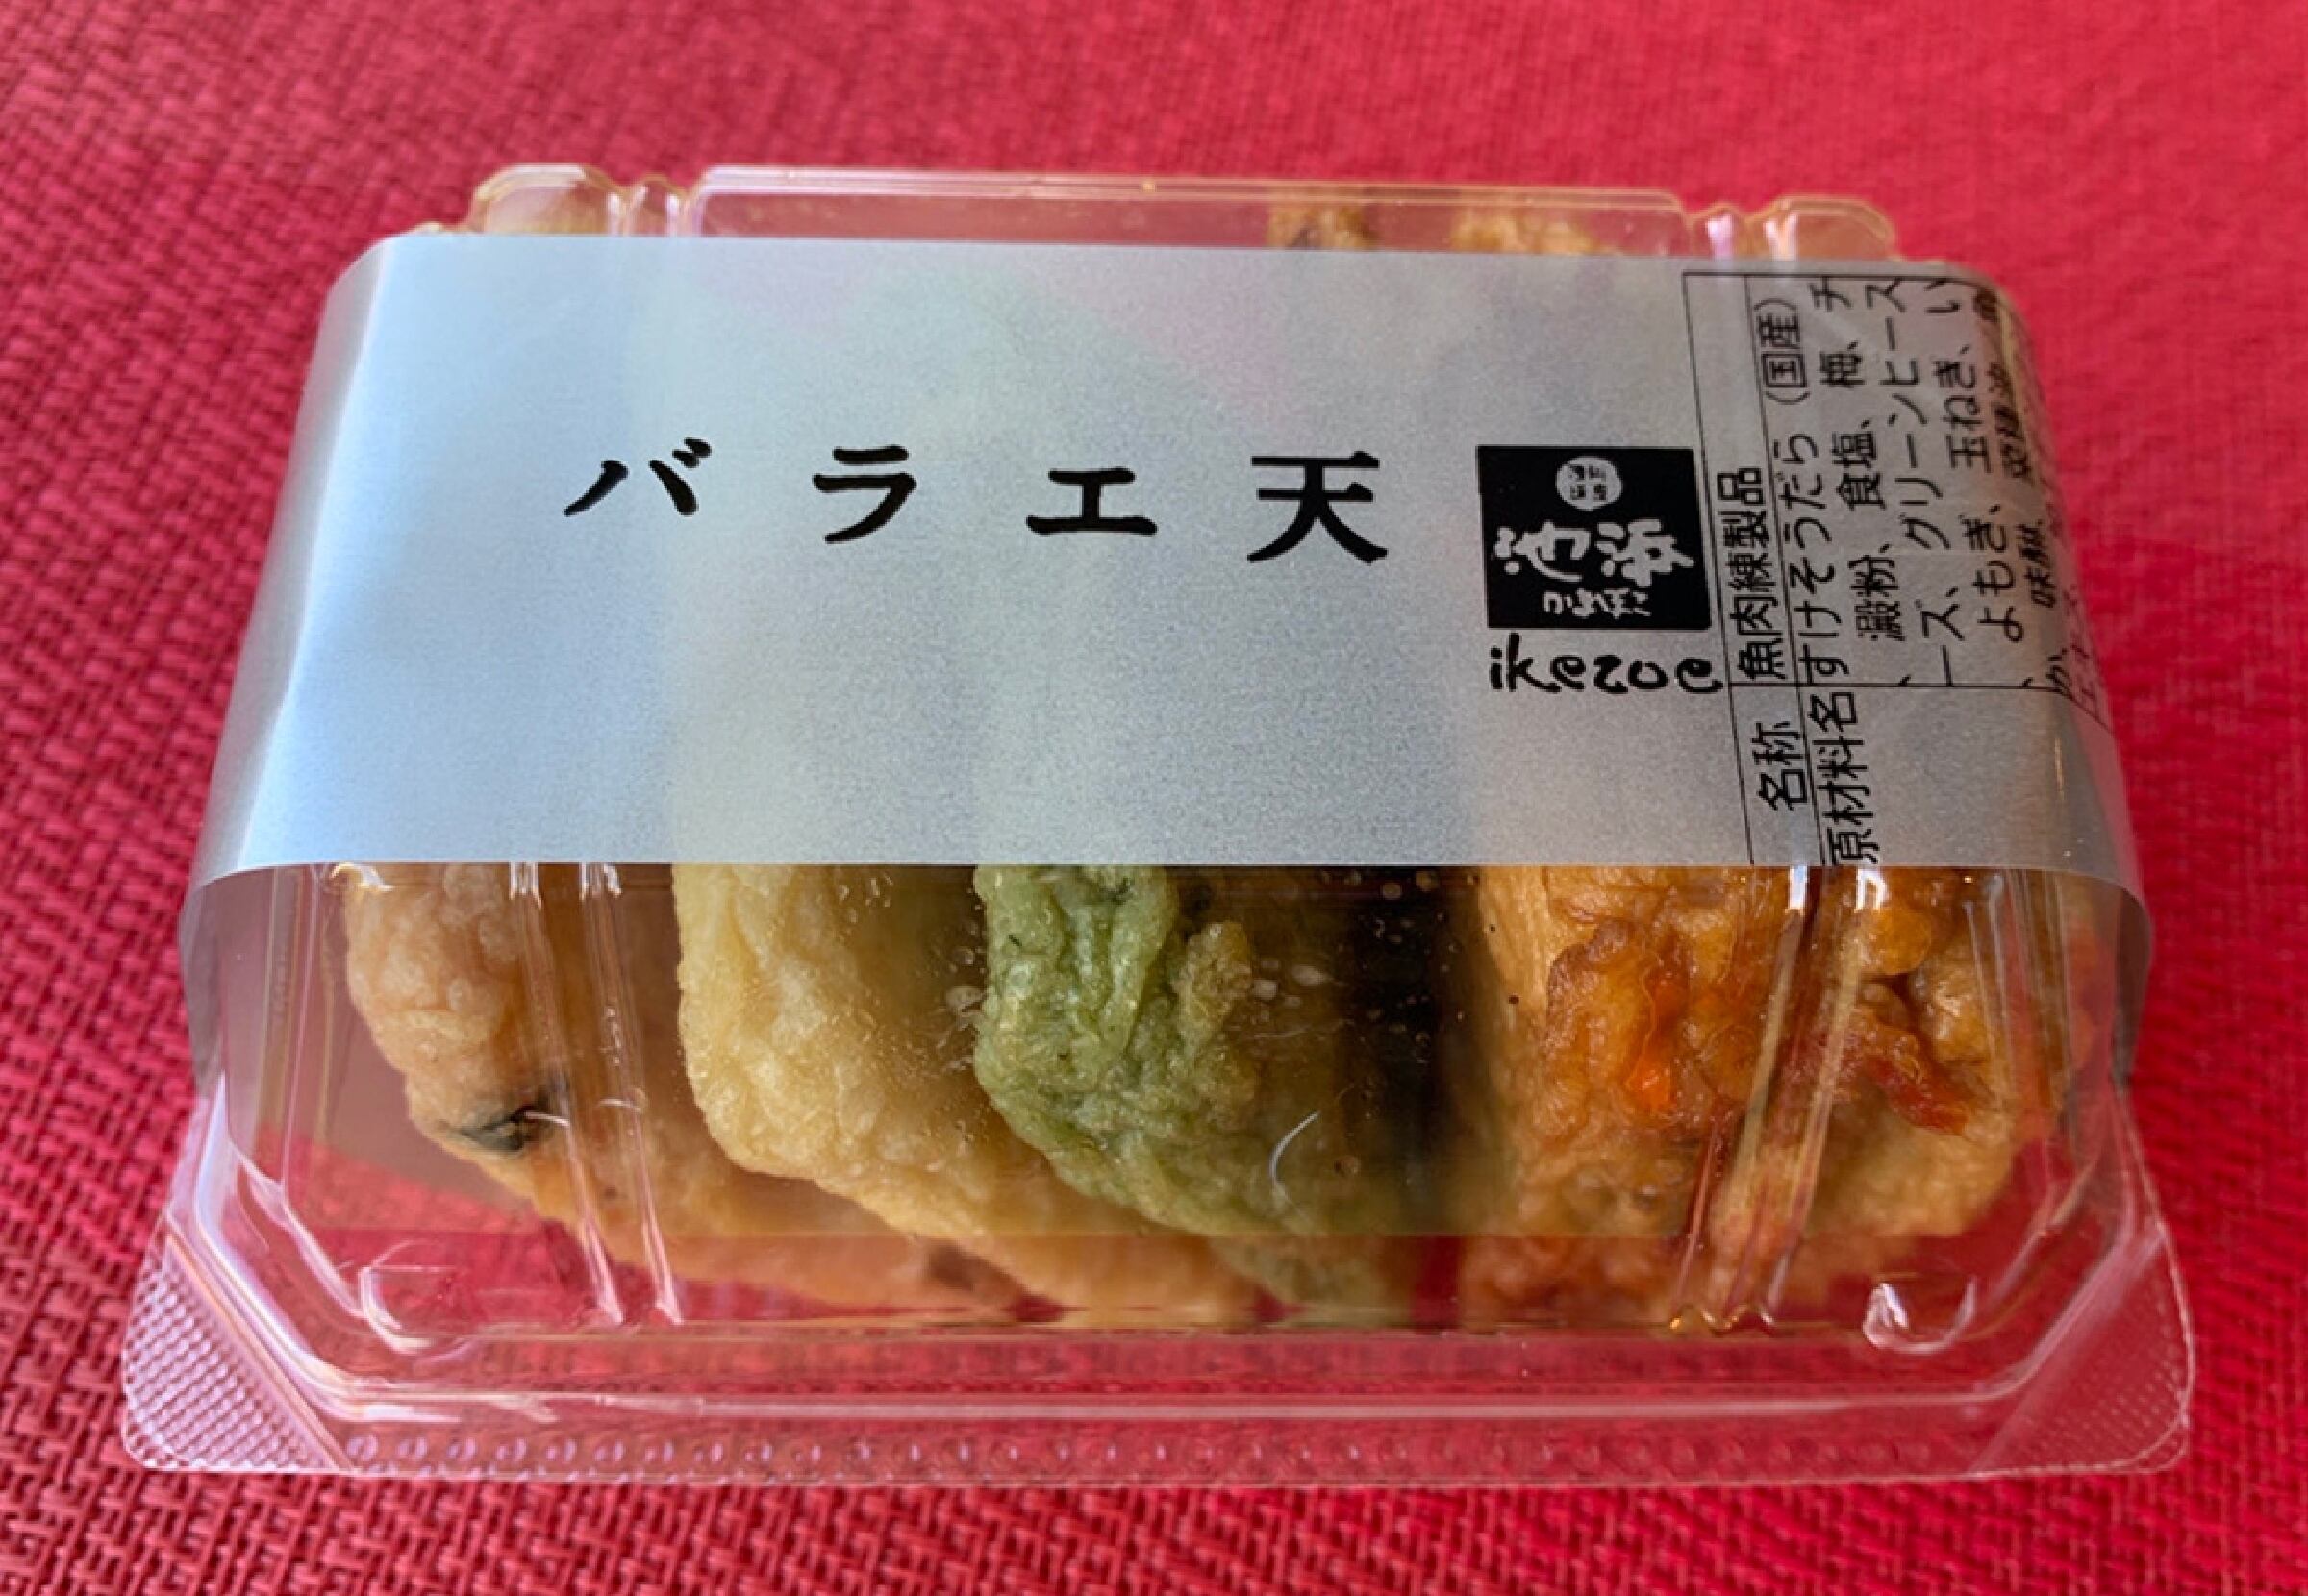 バラエ天
ikezoe
名称 魚肉練製品
原材料名 すけそうだら（国産）
澱粉、食塩、梅、チ
ーズ、グリーンピース
、よもぎ、玉ねぎ、い
か、